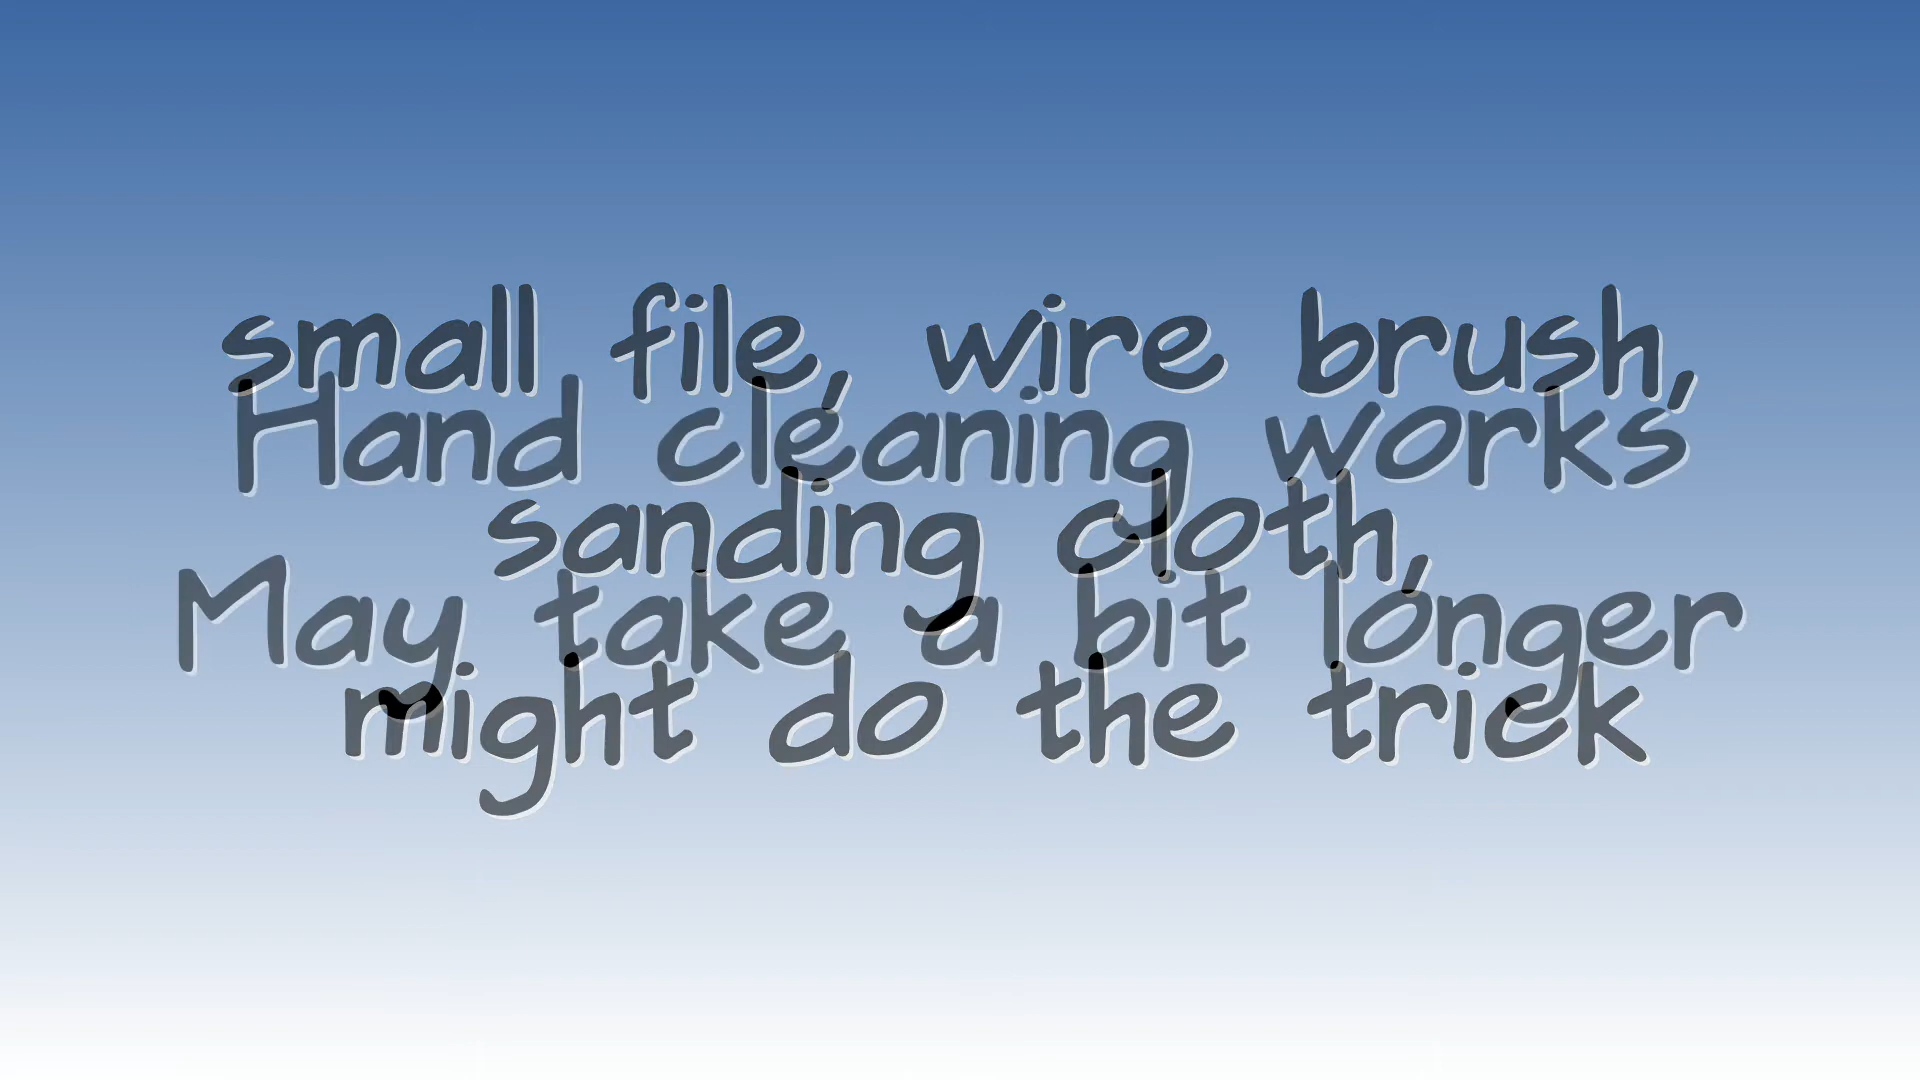 small file, wire brush,
Hand cleaning works
sanding cloth,
May take a bit longer
might do the trick